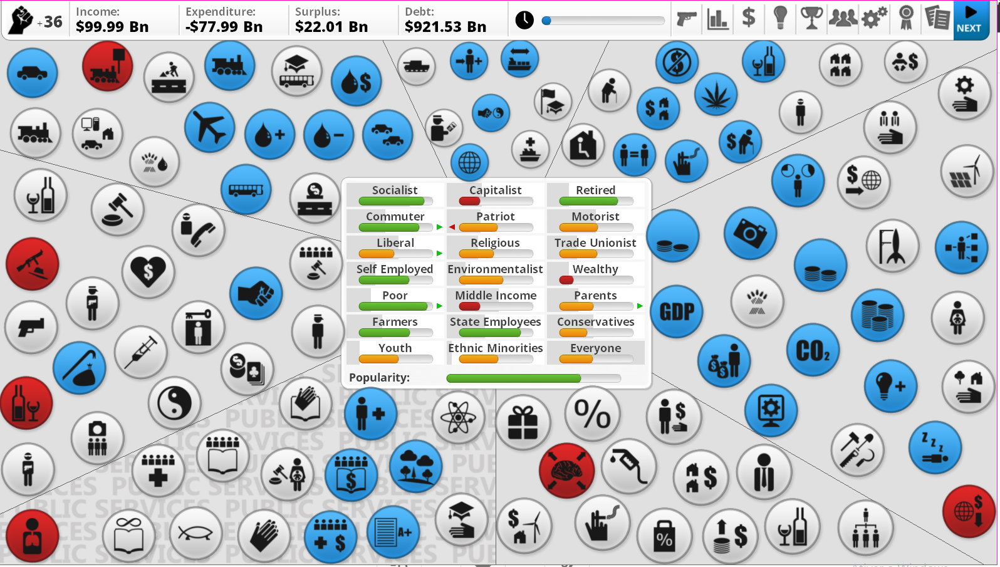 Income: Expenditure: Surplus: Debt:
+36 $99.99 Bn -$77.99 Bn $22.01 Bn $921.53 Bn
NEXT
Socialist Capitalist Retired
Commuter Patriot Motorist
Liberal Religious Trade Unionist
Self Employed Environmentalist Wealthy
Poor Middle Income Parents
Farmers State Employees Conservatives
Youth Ethnic Minorities Everyone
Popularity:
GDP
CO₂
A+
%
PUBLIC SERVICES PUBLIC SERVICES